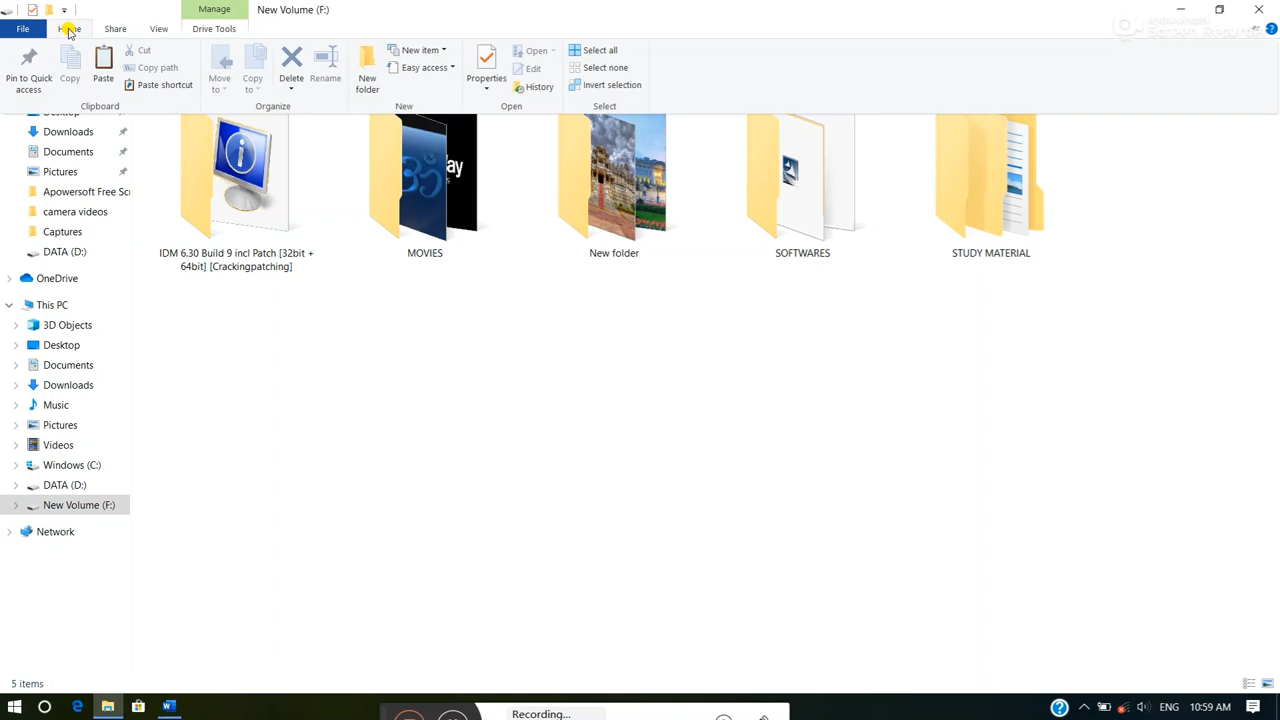 Manage
New Volume (F:)
File
Home
Share
View
Drive Tools
Apowersoft
Screen Recorder
Pin to Quick
access
Copy
Paste
Cut
Copy path
Paste shortcut
Clipboard
Move
to
Copy
to
Delete
Rename
Organize
New
folder
New item
Easy access
New
Properties
Open
Edit
History
Open
Select all
Select none
Invert selection
Select
Desktop
Downloads
Documents
Pictures
Apowersoft Free Scr
camera videos
Captures
DATA (D:)
OneDrive
This PC
3D Objects
Desktop
Documents
Downloads
Music
Pictures
Videos
Windows (C:)
DATA (D:)
New Volume (F:)
Network
IDM 6.30 Build 9 incl Patch [32bit +
64bit] [Crackingpatching]
MOVIES
New folder
SOFTWARES
STUDY MATERIAL
5 items
Recording...
ENG
10:59 AM